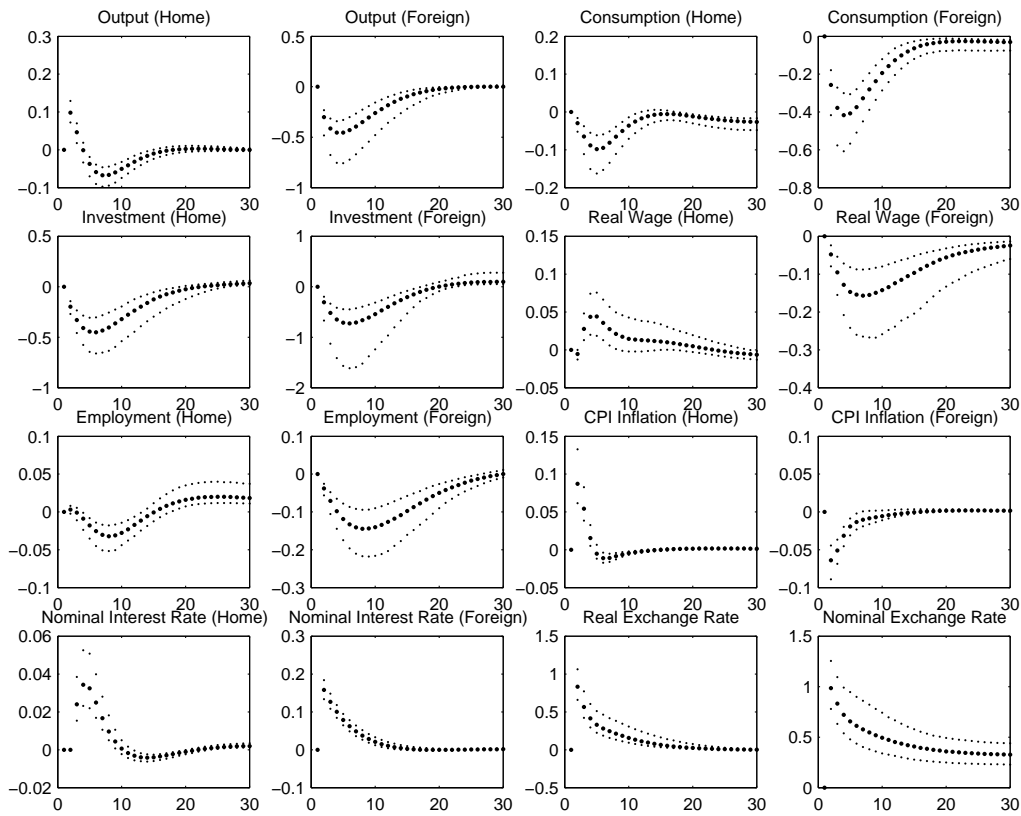 Output (Home)
0.3
0.2
0.1
0
−0.1
0 10 20 30
Output (Foreign)
0.5
0
−0.5
−1
0 10 20 30
Consumption (Home)
0.2
0.1
0
−0.1
−0.2
0 10 20 30
Consumption (Foreign)
0
−0.2
−0.4
−0.6
−0.8
0 10 20 30
Investment (Home)
0.5
0
−0.5
−1
0 10 20 30
Investment (Foreign)
1
0
−1
−2
0 10 20 30
Real Wage (Home)
0.15
0.1
0.05
0
−0.05
0 10 20 30
Real Wage (Foreign)
0
−0.1
−0.2
−0.3
−0.4
0 10 20 30
Employment (Home)
0.1
0.05
0
−0.05
−0.1
0 10 20 30
Employment (Foreign)
0.1
0
−0.1
−0.2
−0.3
0 10 20 30
CPI Inflation (Home)
0.15
0.1
0.05
0
−0.05
0 10 20 30
CPI Inflation (Foreign)
0.1
0.05
0
−0.05
−0.1
0 10 20 30
Nominal Interest Rate (Home)
0.06
0.04
0.02
0
−0.02
0 10 20 30
Nominal Interest Rate (Foreign)
0.3
0.2
0.1
0
−0.1
0 10 20 30
Real Exchange Rate
1.5
1
0.5
0
−0.5
0 10 20 30
Nominal Exchange Rate
1.5
1
0.5
0
0 10 20 30